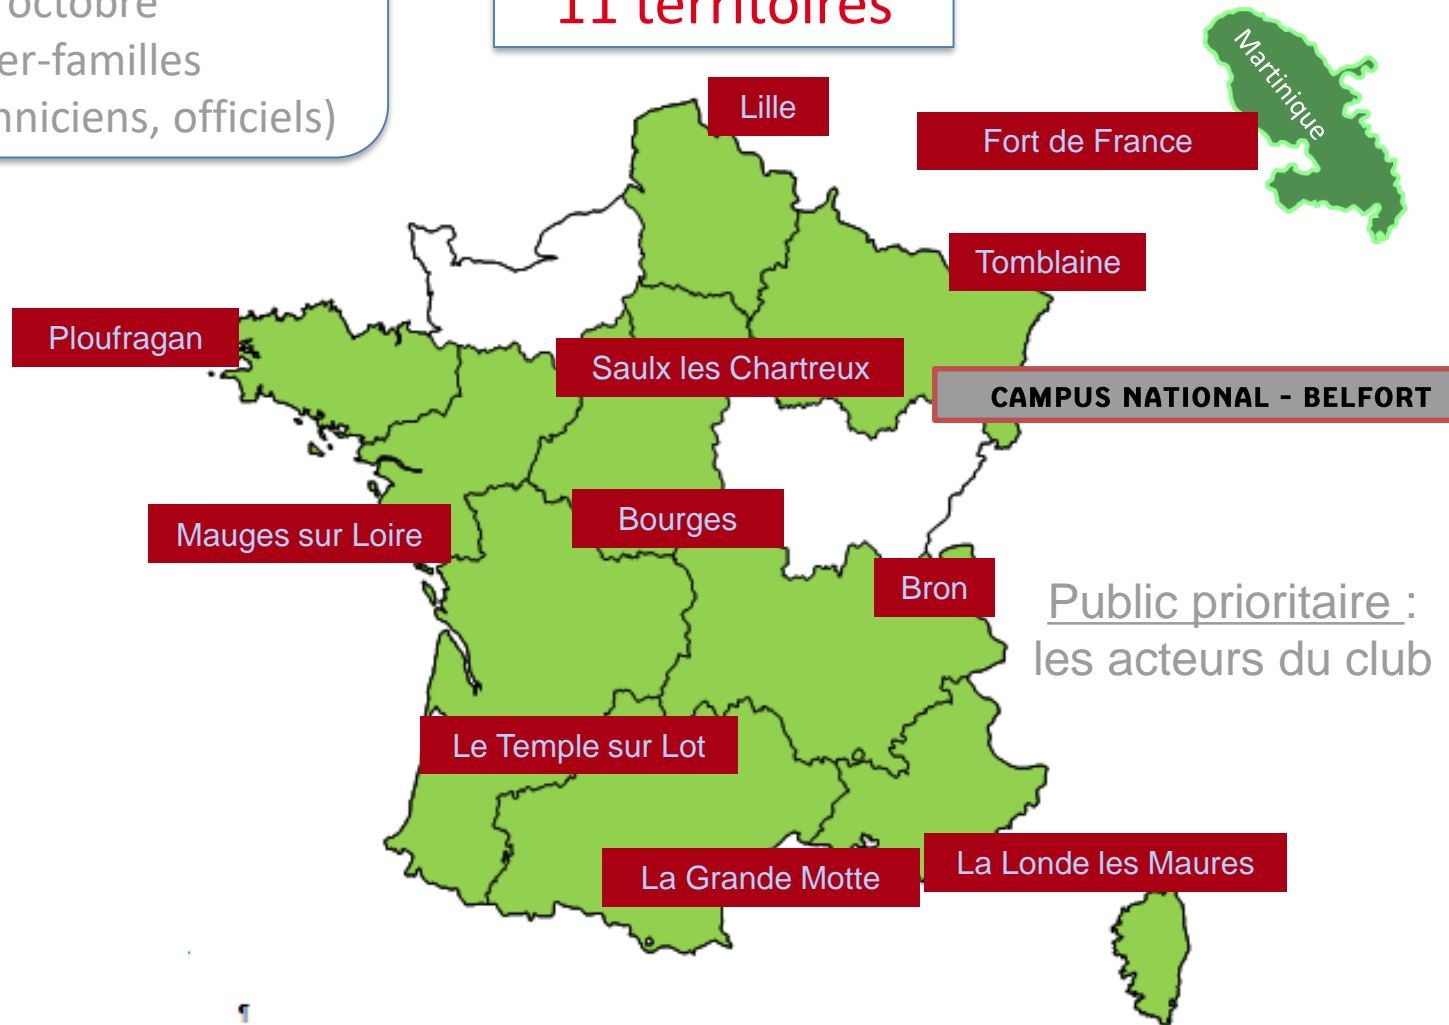 octobre
er-familles
nniciens, officiels)
11 territoires
Martinique
Lille
Fort de France
Tomblaine
Ploufragan
Saulx les Chartreux
CAMPUS NATIONAL - BELFORT
Mauges sur Loire
Bourges
Bron
Public prioritaire :
les acteurs du club
Le Temple sur Lot
La Grande Motte
La Londe les Maures
¶